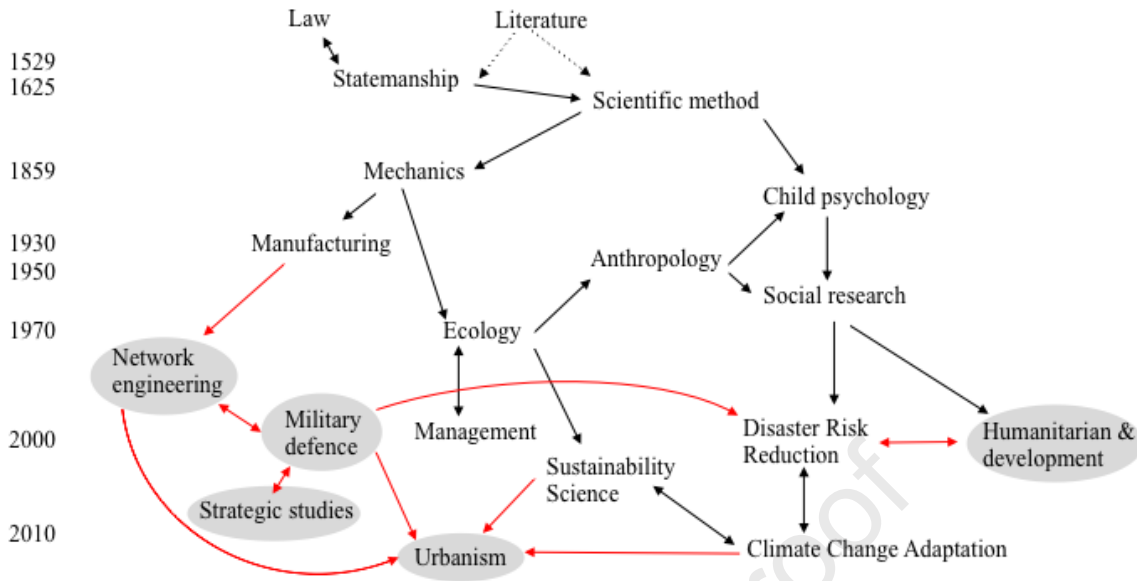 Law
Literature
1529
1625
Statemanship
Scientific method
1859
Mechanics
Child psychology
1930
Manufacturing
1950
Anthropology
Social research
1970
Ecology
Network
engineering
Military
defence
2000
Management
Disaster Risk
Reduction
Humanitarian &
development
Sustainability
Science
Strategic studies
2010
Urbanism
Climate Change Adaptation
roof